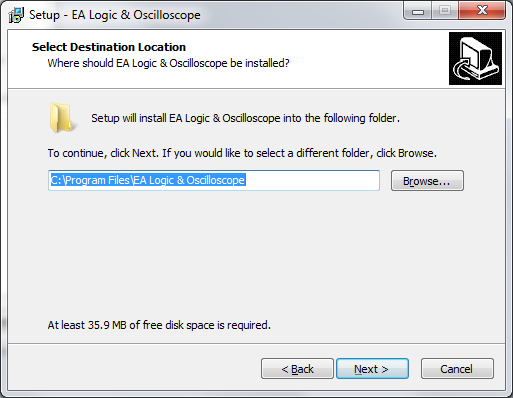 Setup - EA Logic & Oscilloscope
Select Destination Location
Where should EA Logic & Oscilloscope be installed?
Setup will install EA Logic & Oscilloscope into the following folder.
To continue, click Next. If you would like to select a different folder, click Browse.
C:\Program Files\EA Logic & Oscilloscope
Browse...
At least 35.9 MB of free disk space is required.
< Back
Next >
Cancel